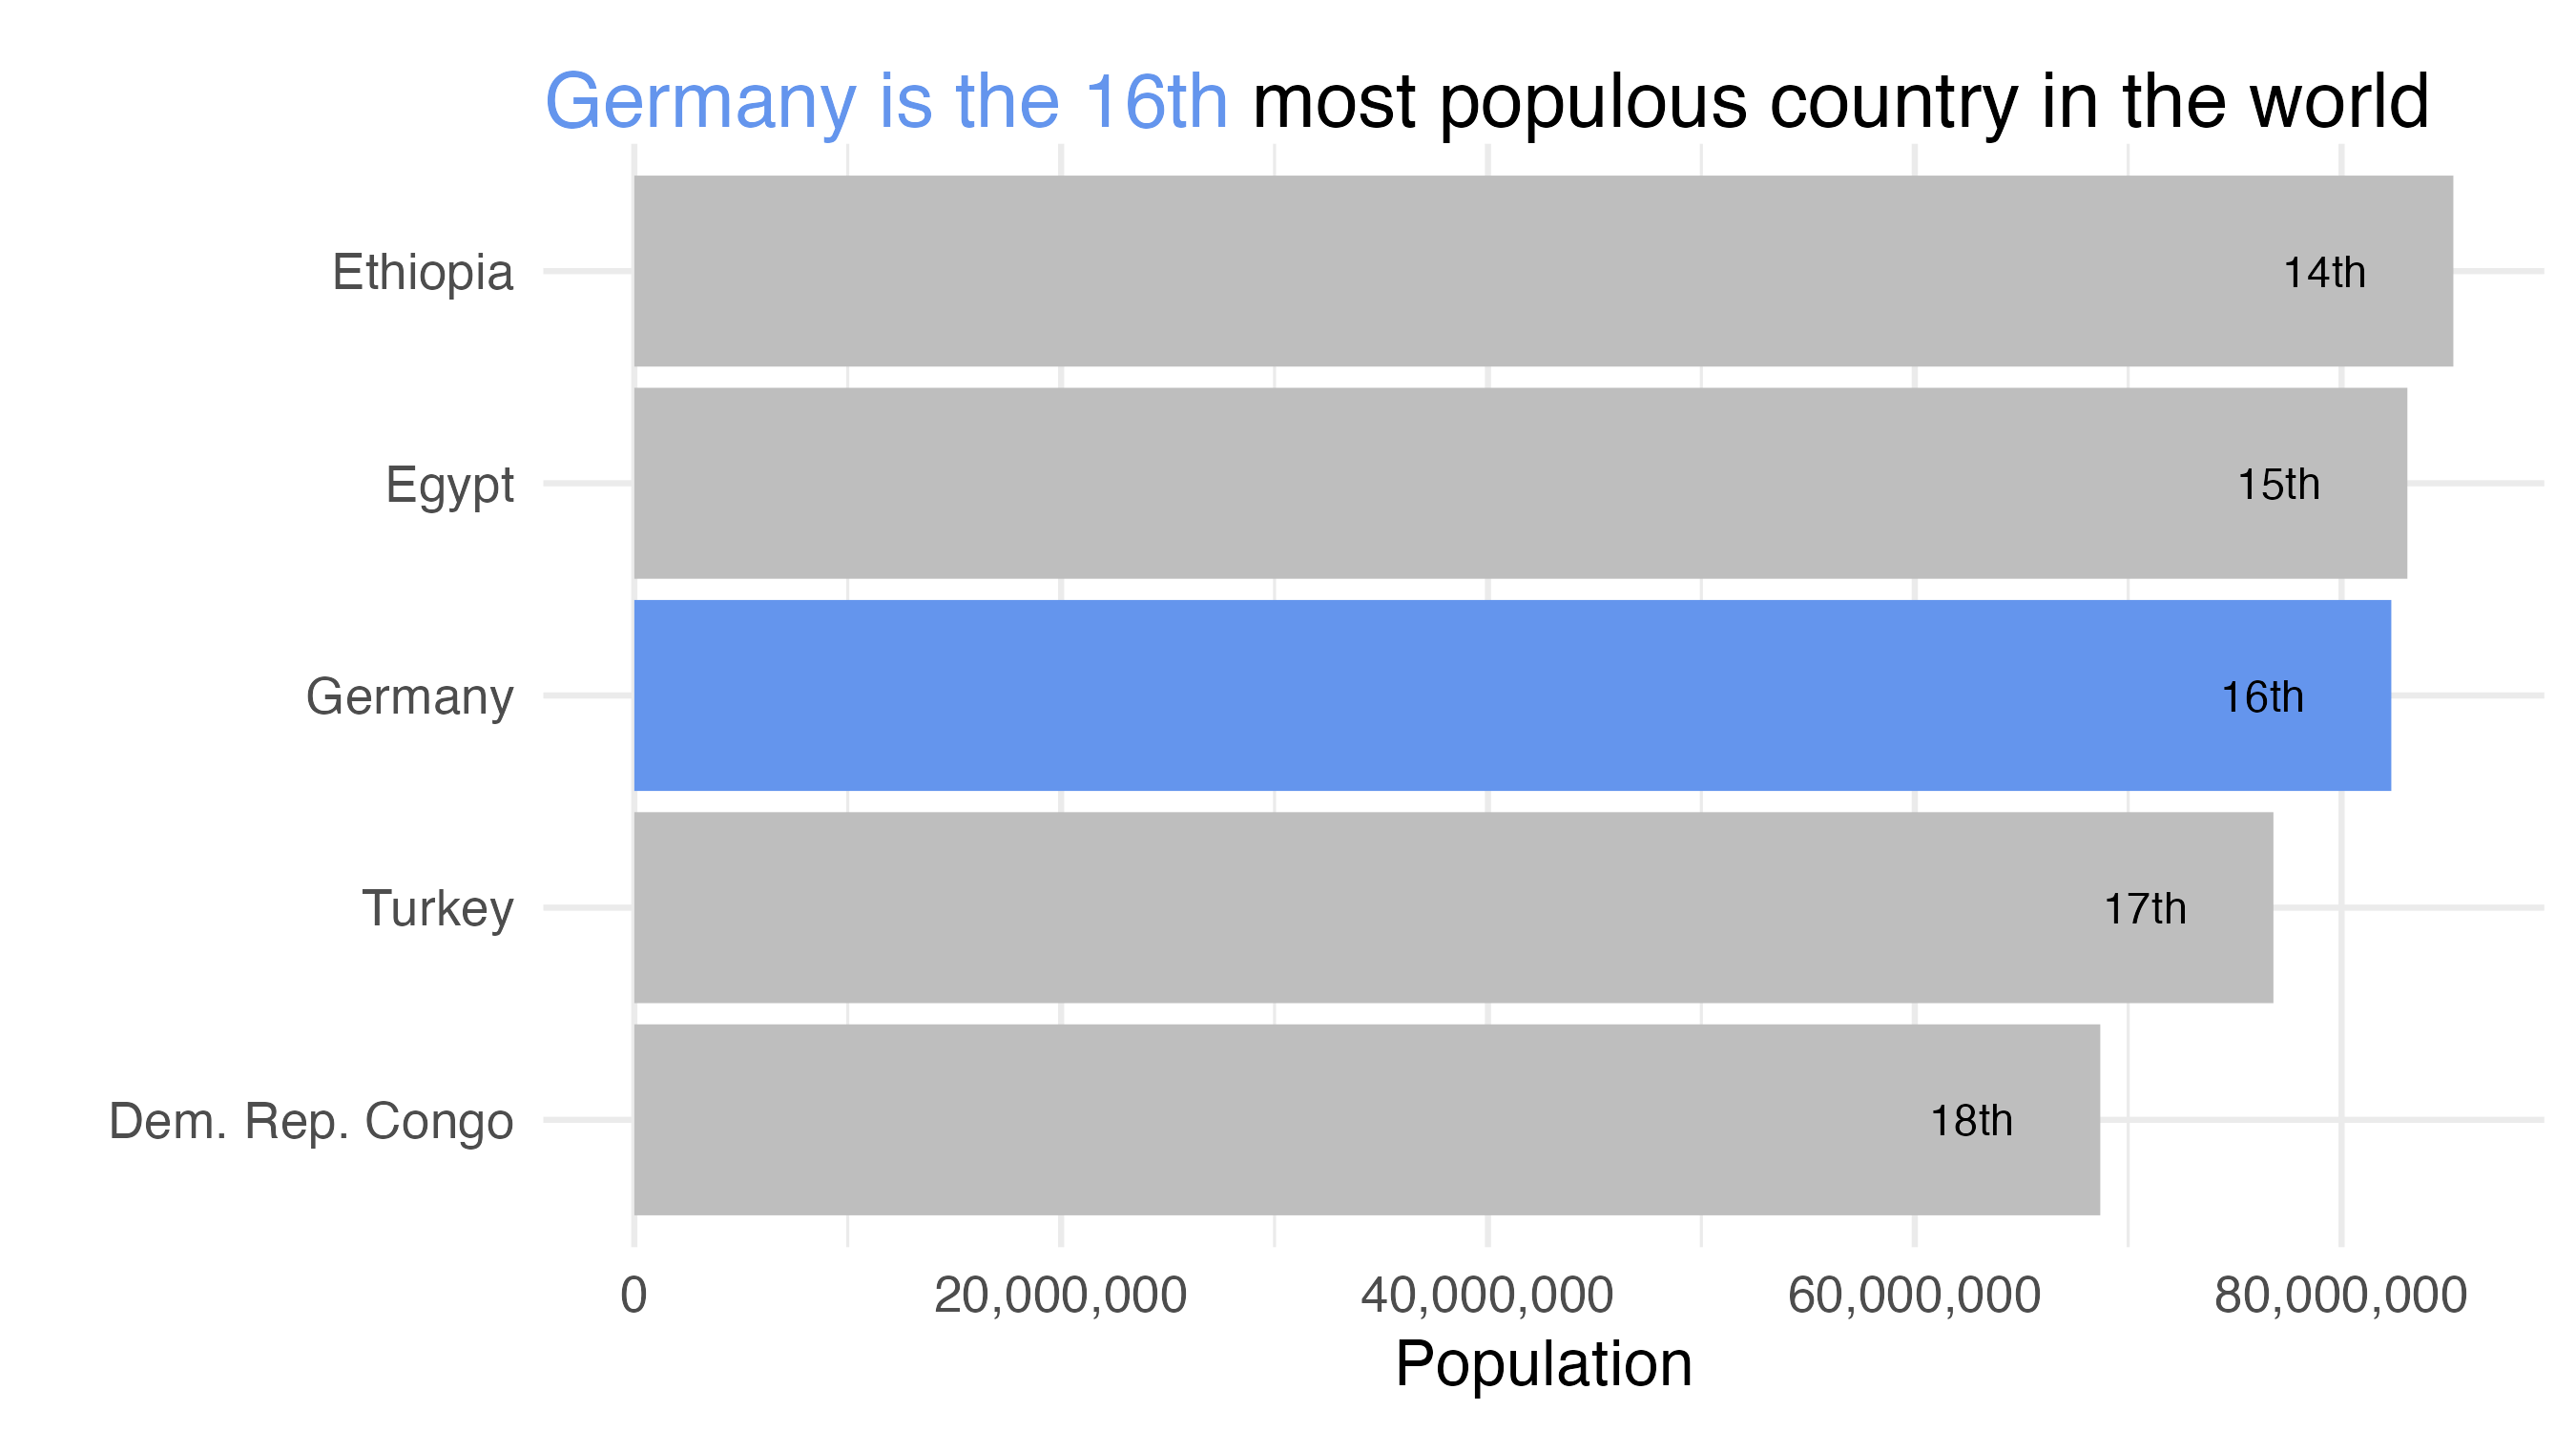 Germany is the 16th most populous country in the world
Ethiopia 14th
Egypt 15th
Germany 16th
Turkey 17th
Dem. Rep. Congo 18th
0 20,000,000 40,000,000 60,000,000 80,000,000
Population